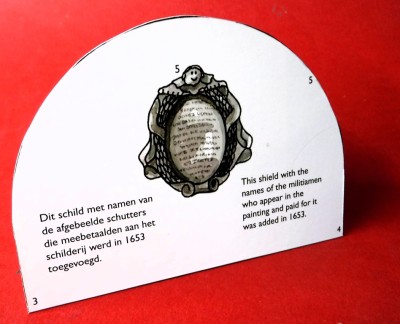 5
5
Dit schild met namen van
de afgebeelde schutters
die meebetaalden aan het
schilderij werd in 1653
toegevoegd.
This shield with the
names of the militiamen
who appear in the
painting and paid for it
was added in 1653.
3
4